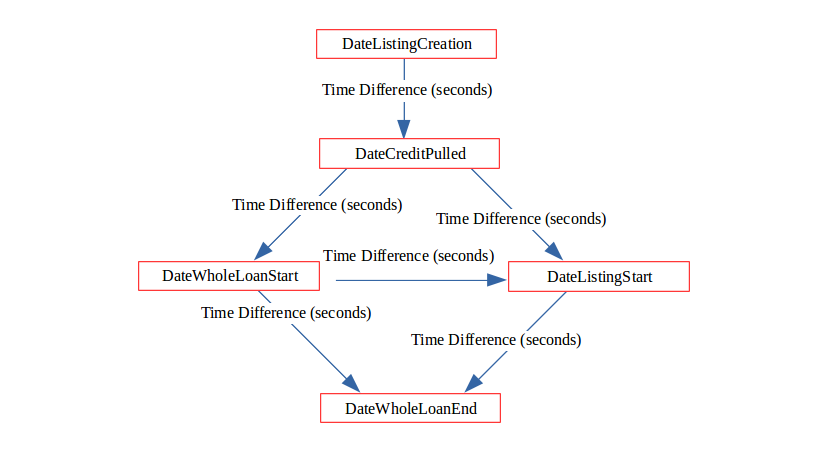 DateListingCreation
Time Difference (seconds)
DateCreditPulled
Time Difference (seconds)
Time Difference (seconds)
Time Difference (seconds)
DateWholeLoanStart
DateListingStart
Time Difference (seconds)
Time Difference (seconds)
DateWholeLoanEnd